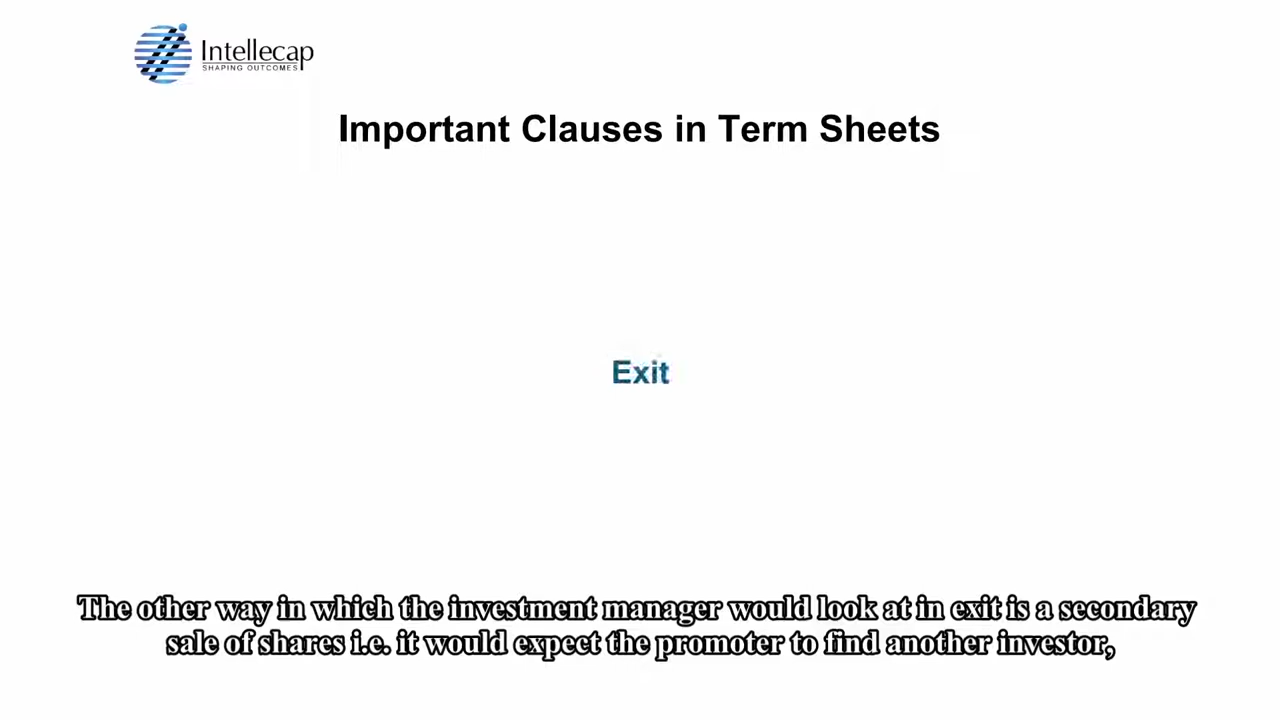 Intellecap
SHAPING OUTCOMES
Important Clauses in Term Sheets
Exit
The other way in which the investment manager would look at in exit is a secondary
sale of shares i.e. it would expect the promoter to find another investor,